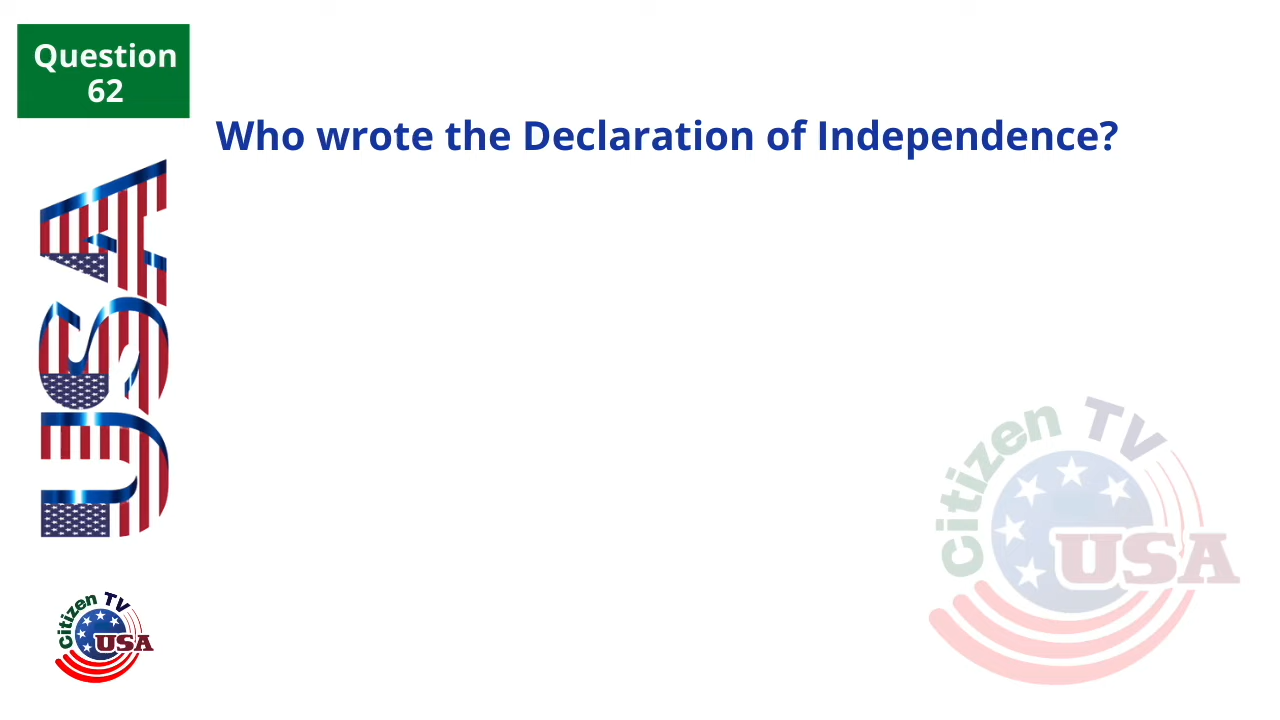 Question
62
Who wrote the Declaration of Independence?
USA
Citizen TV
USA
Citizen TV
USA